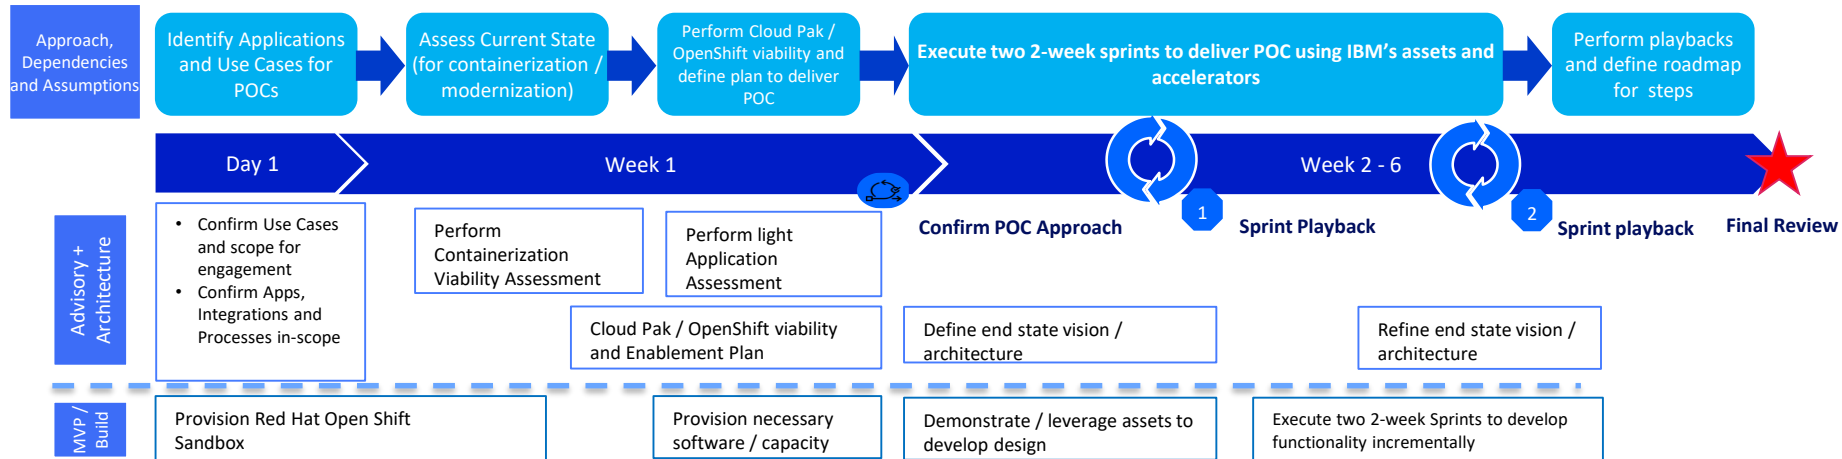 Approach,
Dependencies
and Assumptions
Identify Applications
and Use Cases for
POCs
Assess Current State
(for containerization /
modernization)
Perform Cloud Pak /
OpenShift viability and
define plan to deliver
POC
Execute two 2-week sprints to deliver POC using IBM's assets and
accelerators
Perform playbacks
and define roadmap
for steps
Day 1
Week 1
Week 2 - 6
Advisory +
Architecture
• Confirm Use Cases
and scope for
engagement
• Confirm Apps,
Integrations and
Processes in-scope
Perform
Containerization
Viability Assessment
Perform light
Application
Assessment
Confirm POC Approach
1
Sprint Playback
2
Sprint playback
Final Review
Cloud Pak / OpenShift viability
and Enablement Plan
Define end state vision /
architecture
Refine end state vision /
architecture
MVP /
Build
Provision Red Hat Open Shift
Sandbox
Provision necessary
software / capacity
Demonstrate / leverage assets to
develop design
Execute two 2-week Sprints to develop
functionality incrementally